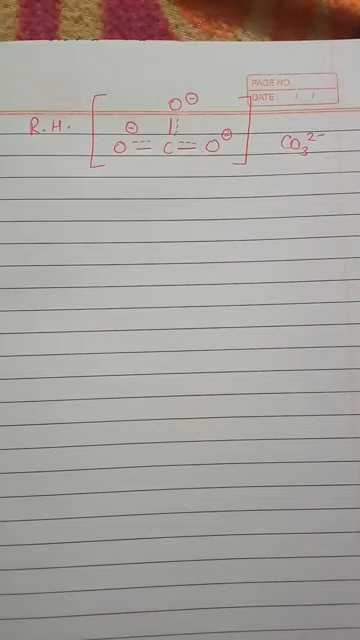 PAGE NO.
DATE: / /
O⊖
R.H. [O⊖ == C == O⊖] CO₃²⁻